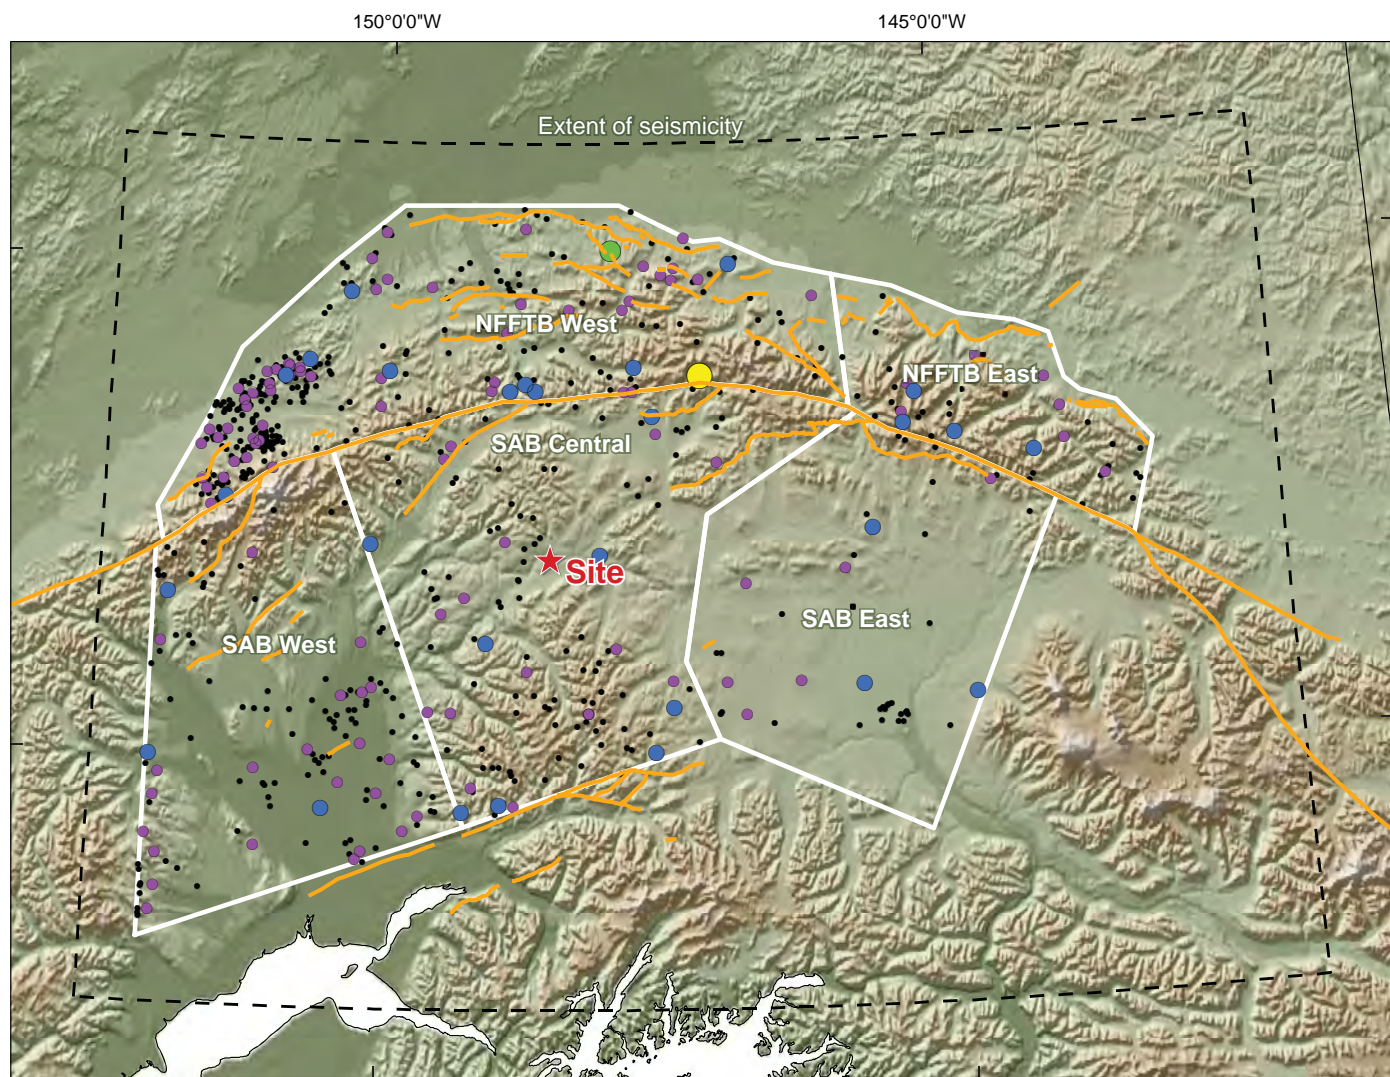 150°0'0"W
145°0'0"W
Extent of seismicity
NFFTB West
NFFTB East
SAB Central
Site
SAB East
SAB West